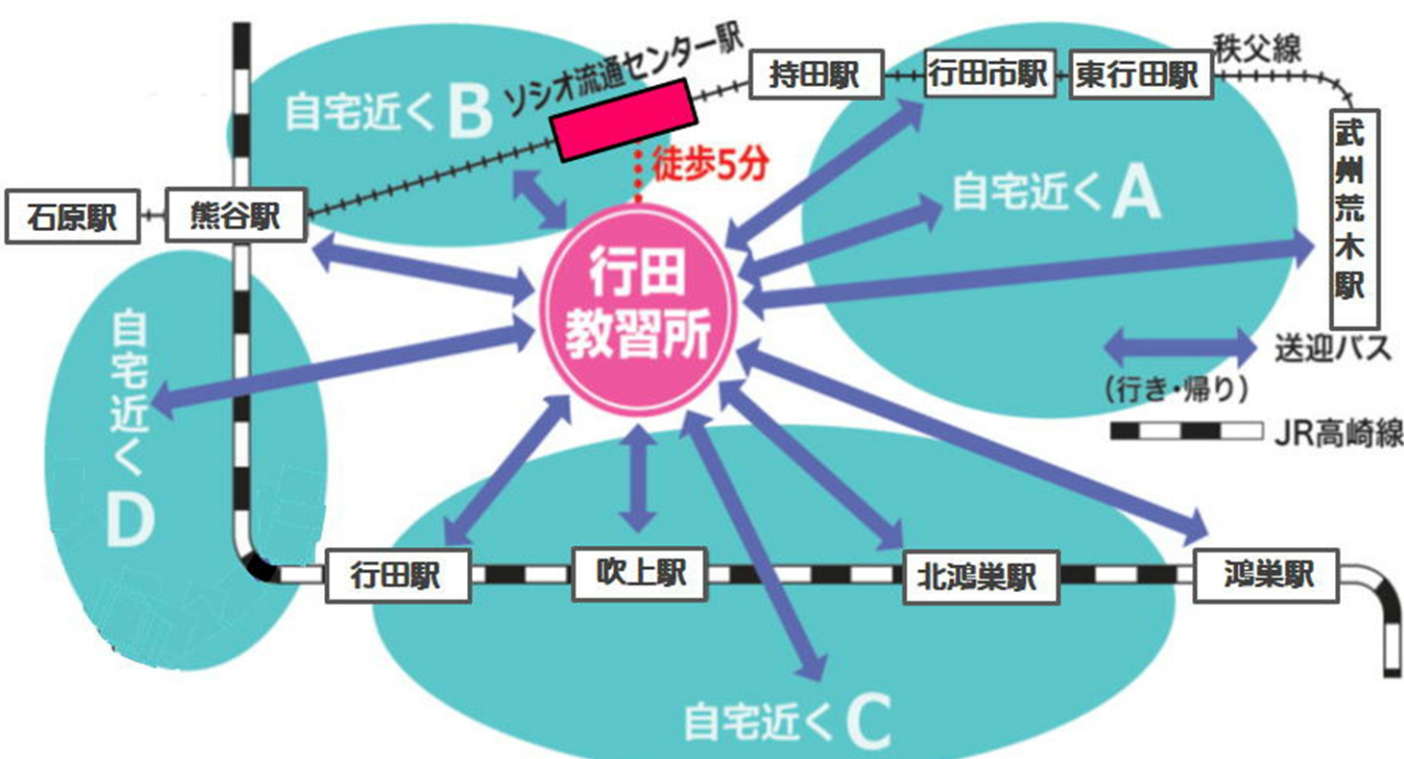 ソシオ流通センター駅
持田駅
行田市駅
東行田駅
秩父線
自宅近くB
武州荒木駅
徒歩5分
自宅近くA
石原駅
熊谷駅
行田
教習所
自宅近くD
送迎バス
(行き・帰り)
JR高崎線
行田駅
吹上駅
北鴻巣駅
鴻巣駅
自宅近くC